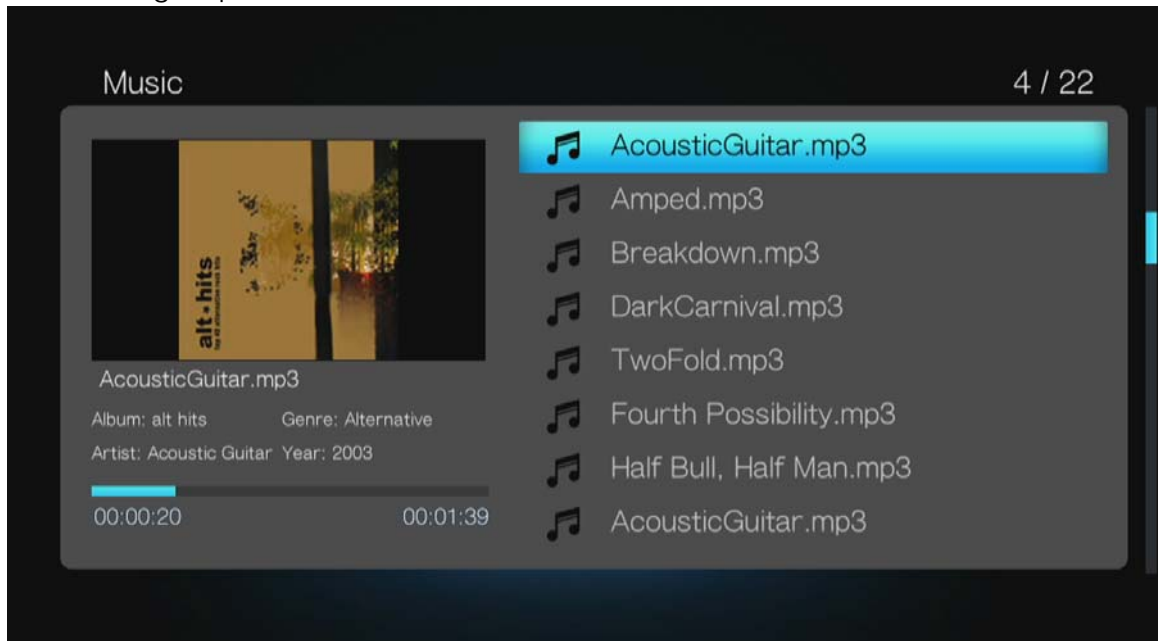 Music
4 / 22
alt·hits
AcousticGuitar.mp3
Album: alt hits
Genre: Alternative
Artist: Acoustic Guitar
Year: 2003
00:00:20
00:01:39
AcousticGuitar.mp3
Amped.mp3
Breakdown.mp3
DarkCarnival.mp3
TwoFold.mp3
Fourth Possibility.mp3
Half Bull, Half Man.mp3
AcousticGuitar.mp3